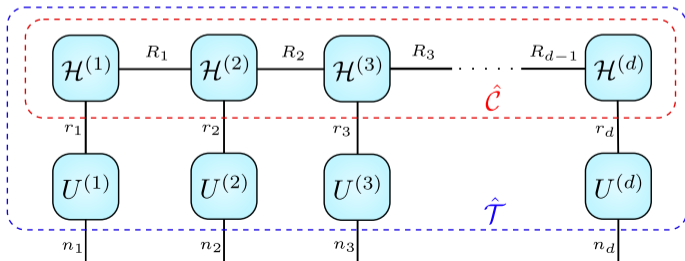 R₁ R₂ R₃ R_{d−1}
ℋ^{(1)} ℋ^{(2)} ℋ^{(3)} · · · · · · ℋ^{(d)}
Ĉ
r₁ r₂ r₃ r_d
U^{(1)} U^{(2)} U^{(3)} U^{(d)}
𝒯̂
n₁ n₂ n₃ n_d